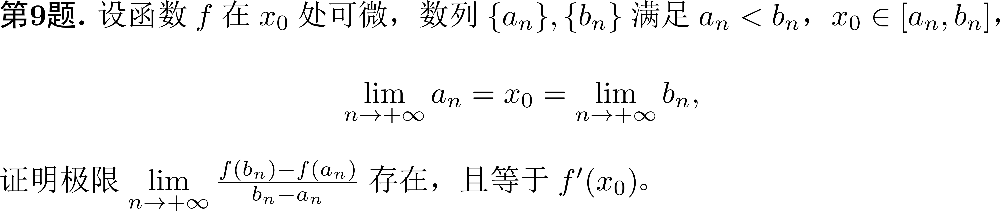 第9题. 设函数 $f$ 在 $x_0$ 处可微，数列 $\{a_n\}, \{b_n\}$ 满足 $a_n < b_n$，$x_0 \in [a_n, b_n]$，
$$\lim_{n \to +\infty} a_n = x_0 = \lim_{n \to +\infty} b_n,$$
证明极限 $\lim_{n \to +\infty} \frac{f(b_n)-f(a_n)}{b_n-a_n}$ 存在，且等于 $f'(x_0)$。